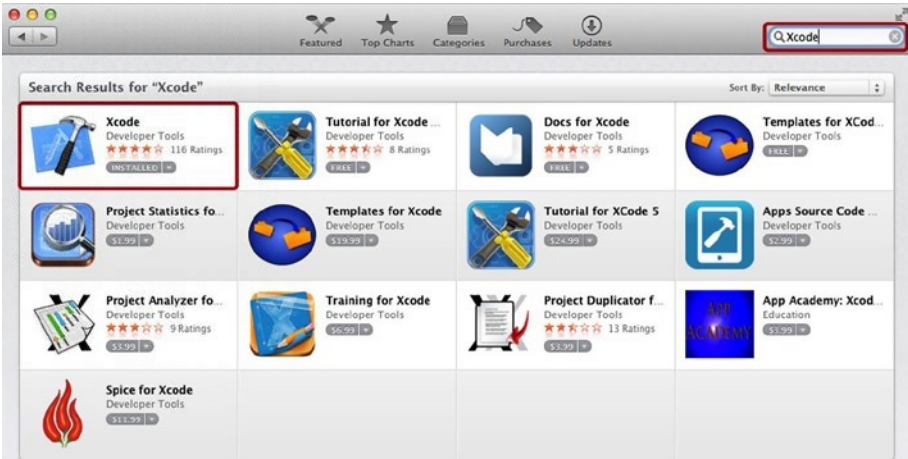 Featured Top Charts Categories Purchases Updates
Xcode
Search Results for “Xcode”
Sort By: Relevance
Xcode
Developer Tools
116 Ratings
INSTALLED
Tutorial for Xcode ...
Developer Tools
8 Ratings
FREE
Docs for Xcode
Developer Tools
5 Ratings
FREE
Templates for XCod...
Developer Tools
FREE
Project Statistics fo...
Developer Tools
$1.99
Templates for Xcode
Developer Tools
$19.99
Tutorial for XCode 5
Developer Tools
$24.99
Apps Source Code ...
Developer Tools
$2.99
Project Analyzer fo...
Developer Tools
9 Ratings
$3.99
Training for Xcode
Developer Tools
$6.99
Project Duplicator f...
Developer Tools
13 Ratings
$3.99
APP ACADEMY
App Academy: Xcod...
Education
$3.99
Spice for Xcode
Developer Tools
$11.99